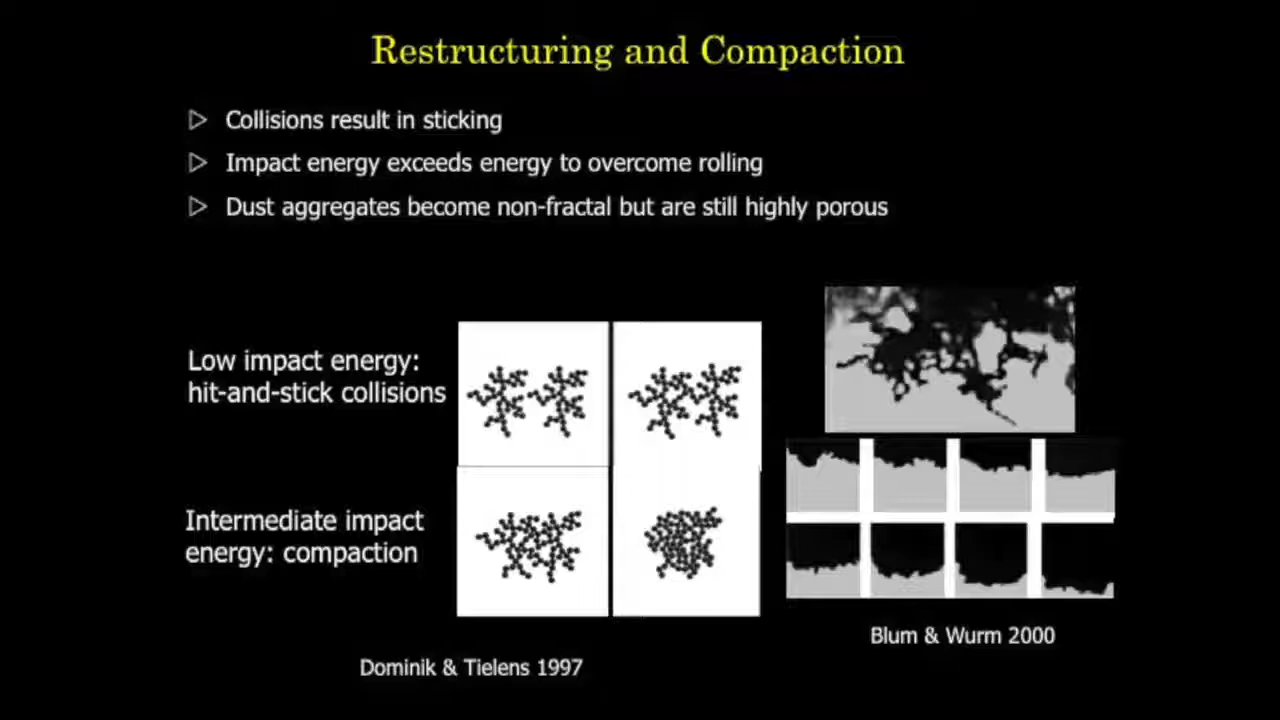 Restructuring and Compaction
Collisions result in sticking
Impact energy exceeds energy to overcome rolling
Dust aggregates become non-fractal but are still highly porous
Low impact energy:
hit-and-stick collisions
Intermediate impact
energy: compaction
Blum & Wurm 2000
Dominik & Tielens 1997